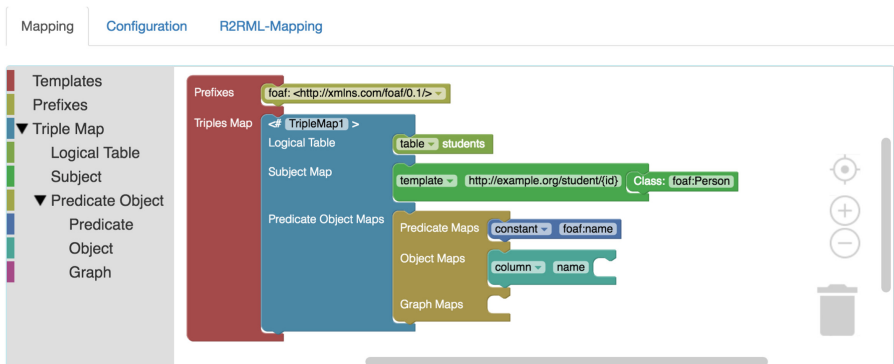 Mapping Configuration R2RML-Mapping
Templates
Prefixes
Triple Map
Logical Table
Subject
Predicate Object
Predicate
Object
Graph
Prefixes foaf: <http://xmlns.com/foaf/0.1/>
Triples Map <# TripleMap1 >
Logical Table table students
Subject Map template http://example.org/student/{id} Class: foaf:Person
Predicate Object Maps Predicate Maps constant foaf:name
Object Maps column name
Graph Maps